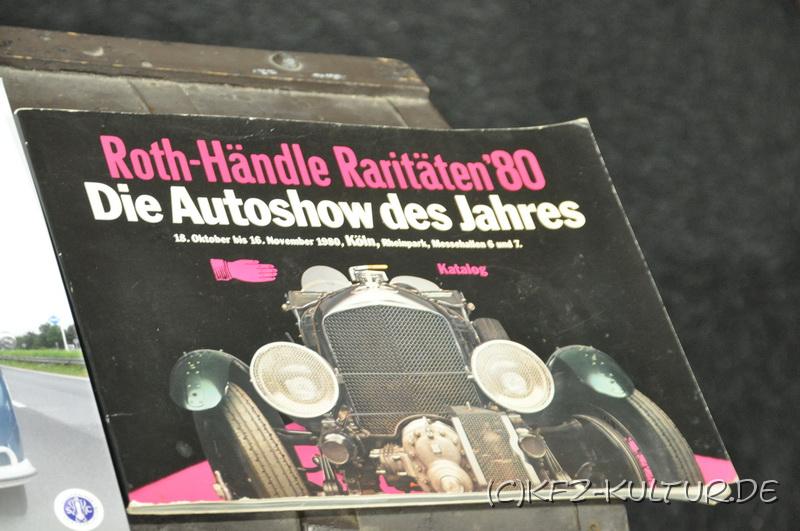 Roth-Händle Raritäten '80
Die Autoshow des Jahres
18. Oktober bis 16. November 1980, Köln, Rheinpark, Messehallen 6 und 7.
Katalog
(C)KFZ-KULTUR.DE